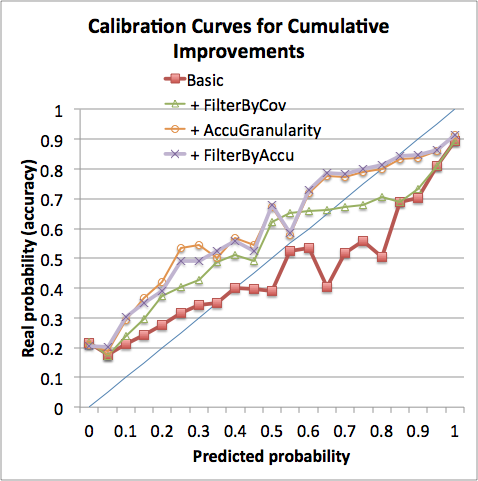 Calibration Curves for Cumulative
Improvements
Basic
+ FilterByCov
+ AccuGranularity
+ FilterByAccu
1
0.9
0.8
0.7
0.6
0.5
0.4
0.3
0.2
0.1
0
Real probability (accuracy)
0 0.1 0.2 0.3 0.4 0.5 0.6 0.7 0.8 0.9 1
Predicted probability